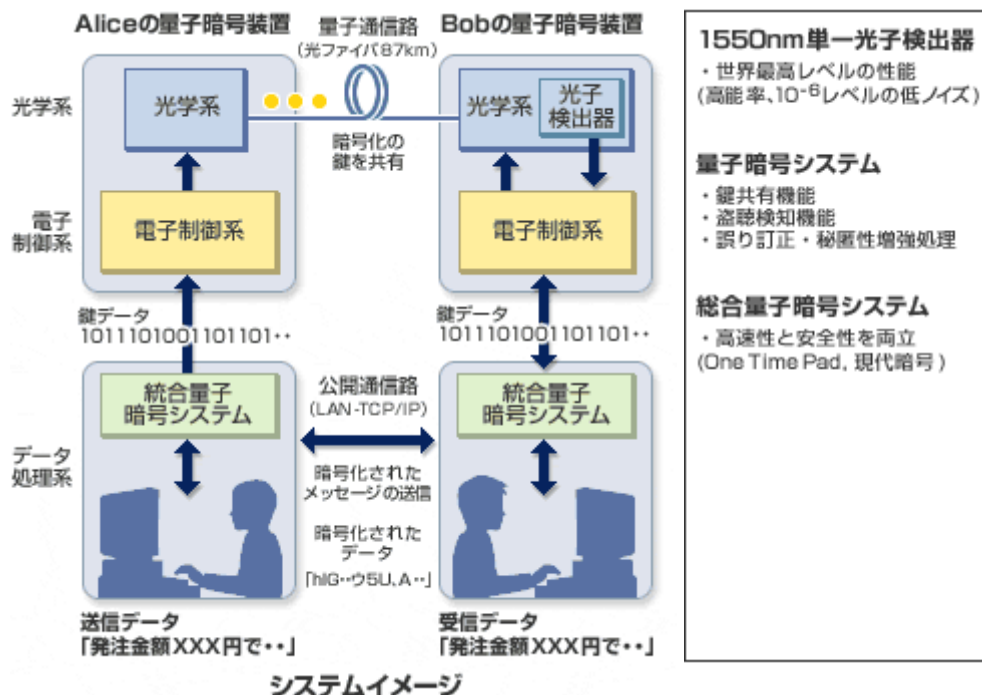 Aliceの量子暗号装置
量子通信路
(光ファイバ87km)
Bobの量子暗号装置
光学系
光学系
光学系
光子
検出器
暗号化の
鍵を共有
電子
制御系
電子制御系
電子制御系
鍵データ
1011101001101101‥
鍵データ
1011101001101101‥
統合量子
暗号システム
公開通信路
(LAN-TCP/IP)
統合量子
暗号システム
データ
処理系
暗号化された
メッセージの送信
暗号化された
データ
「hIG‥ウ5U、A‥」
送信データ
「発注金額XXX円で‥」
受信データ
「発注金額XXX円で‥」
システムイメージ
1550nm単一光子検出器
・世界最高レベルの性能
(高能率、10⁻⁶レベルの低ノイズ)
量子暗号システム
・鍵共有機能
・盗聴検知機能
・誤り訂正・秘匿性増強処理
総合量子暗号システム
・高速性と安全性を両立
(One Time Pad, 現代暗号)